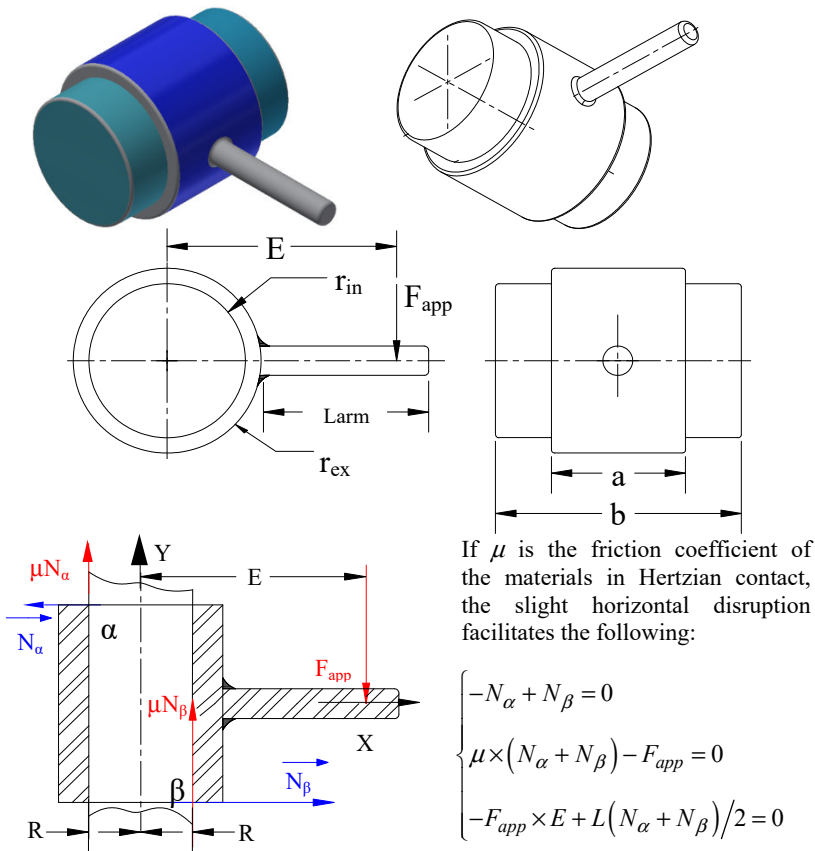 E
r_in
F_app
Larm
r_ex
a
b
μN_α
Y
E
α
N_α
F_app
μN_β
X
β
N_β
R
R
If μ is the friction coefficient of
the materials in Hertzian contact,
the slight horizontal disruption
facilitates the following:
−N_α + N_β = 0
μ×(N_α + N_β) − F_app = 0
−F_app × E + L(N_α + N_β)/2 = 0